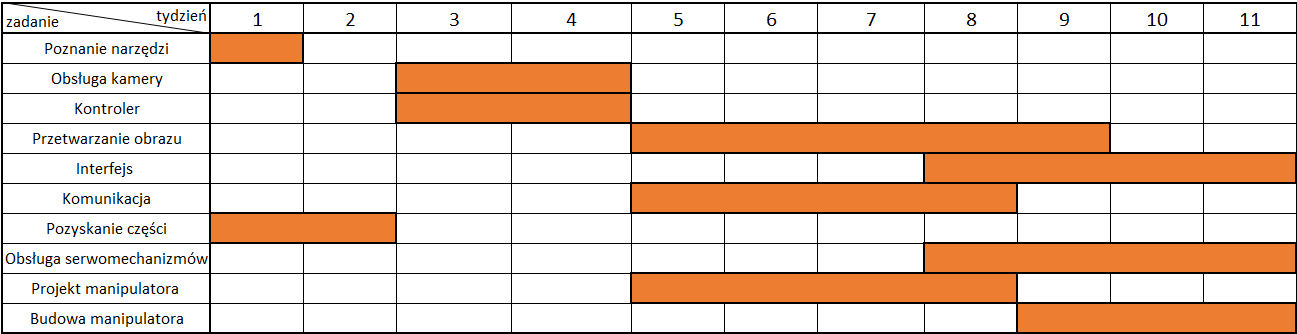 tydzień
zadanie
1 2 3 4 5 6 7 8 9 10 11
Poznanie narzędzi
Obsługa kamery
Kontroler
Przetwarzanie obrazu
Interfejs
Komunikacja
Pozyskanie części
Obsługa serwomechanizmów
Projekt manipulatora
Budowa manipulatora